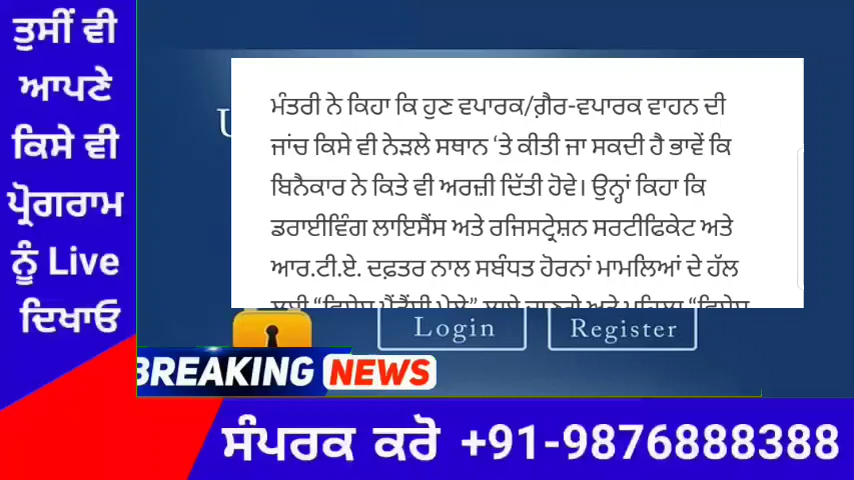 ਤੁਸੀਂ ਵੀ
ਆਪਣੇ
ਕਿਸੇ ਵੀ
ਪ੍ਰੋਗਰਾਮ
ਨੂੰ Live
ਦਿਖਾਓ
U
ਮੰਤਰੀ ਨੇ ਕਿਹਾ ਕਿ ਹੁਣ ਵਪਾਰਕ/ਗ਼ੈਰ-ਵਪਾਰਕ ਵਾਹਨ ਦੀ
ਜਾਂਚ ਕਿਸੇ ਵੀ ਨੇੜਲੇ ਸਥਾਨ ‘ਤੇ ਕੀਤੀ ਜਾ ਸਕਦੀ ਹੈ ਭਾਵੇਂ ਕਿ
ਬਿਨੈਕਾਰ ਨੇ ਕਿਤੇ ਵੀ ਅਰਜ਼ੀ ਦਿੱਤੀ ਹੋਵੇ। ਉਨ੍ਹਾਂ ਕਿਹਾ ਕਿ
ਡਰਾਈਵਿੰਗ ਲਾਇਸੈਂਸ ਅਤੇ ਰਜਿਸਟ੍ਰੇਸ਼ਨ ਸਰਟੀਫਿਕੇਟ ਅਤੇ
ਆਰ.ਟੀ.ਏ. ਦਫ਼ਤਰ ਨਾਲ ਸਬੰਧਤ ਹੋਰਨਾਂ ਮਾਮਲਿਆਂ ਦੇ ਹੱਲ
Login
Register
BREAKING NEWS
ਸੰਪਰਕ ਕਰੋ +91-9876888388